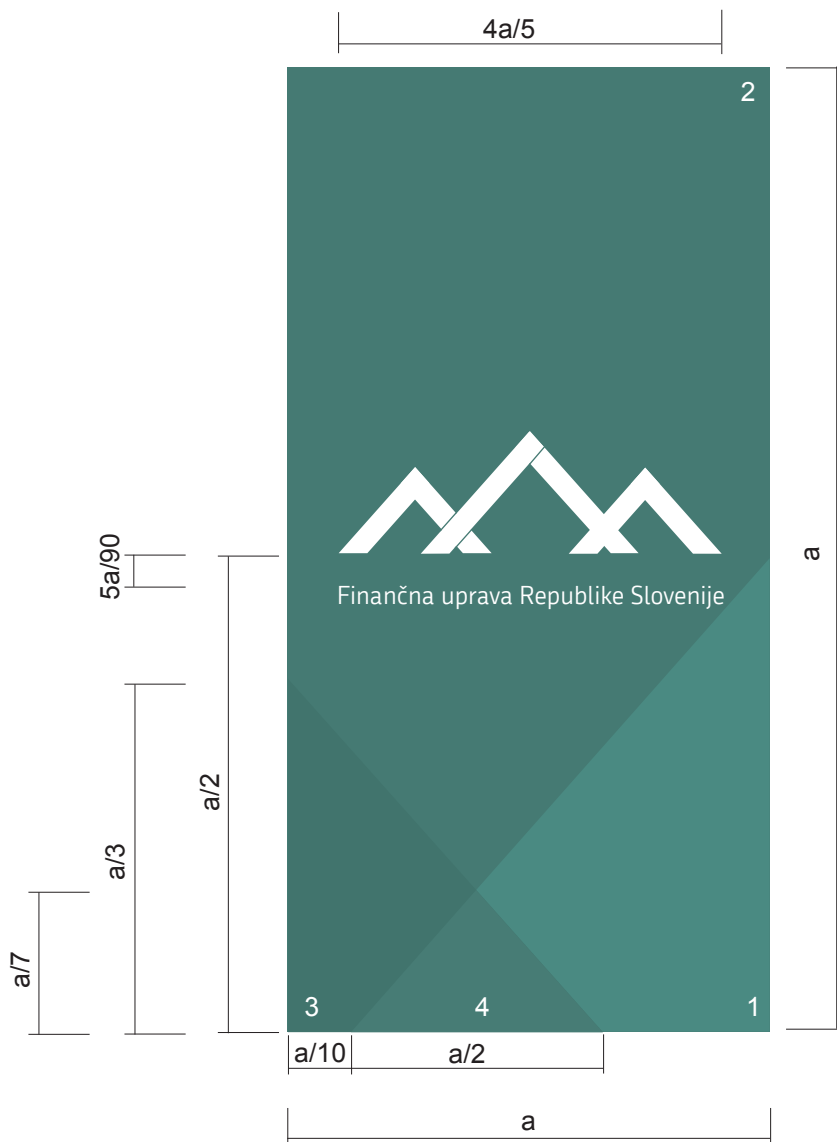 4a/5
2
a
5a/90
Finančna uprava Republike Slovenije
a/2
a/3
a/7
3
4
1
a/10
a/2
a